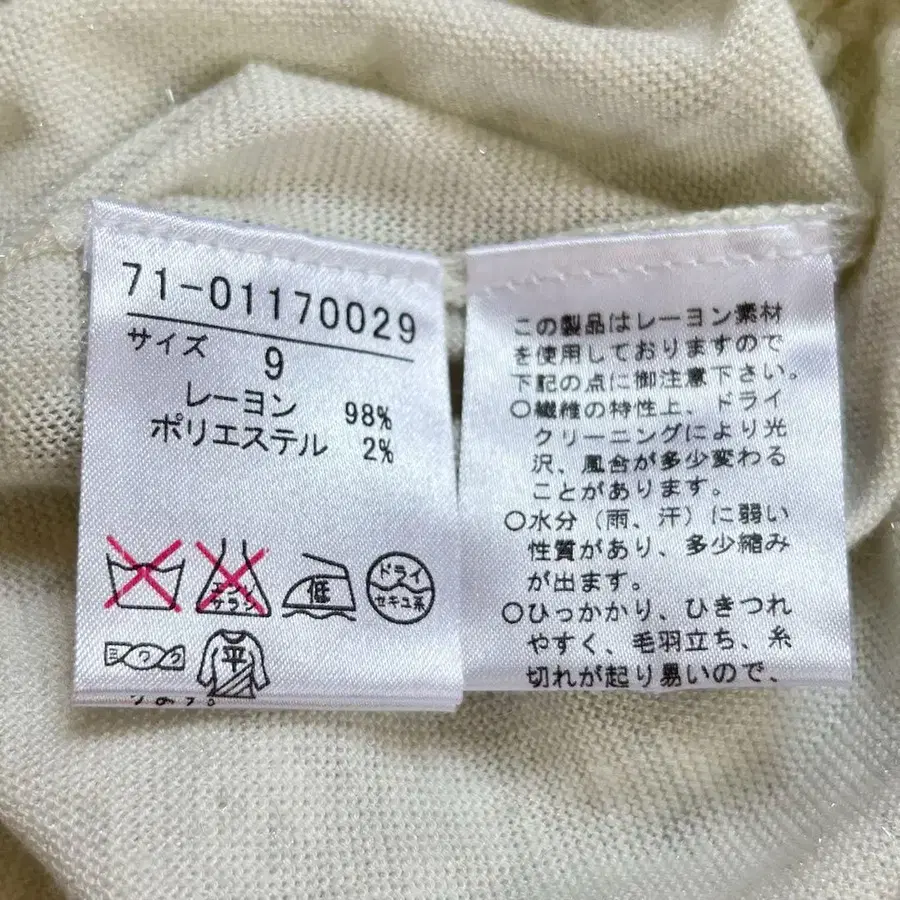 71-01170029
サイズ
9
レーヨン 98%
ポリエステル 2%
エンソ
サラシ
低
ドライ
セキユ系
平
この製品はレーヨン素材
を使用しておりますので
下記の点に御注意下さい。
○繊維の特性上、ドライ
クリーニングにより光
沢、風合が多少変わる
ことがあります。
○水分（雨、汗）に弱い
性質があり、多少縮み
が出ます。
○ひっかかり、ひきつれ
やすく、毛羽立ち、糸
切れが起り易いので、